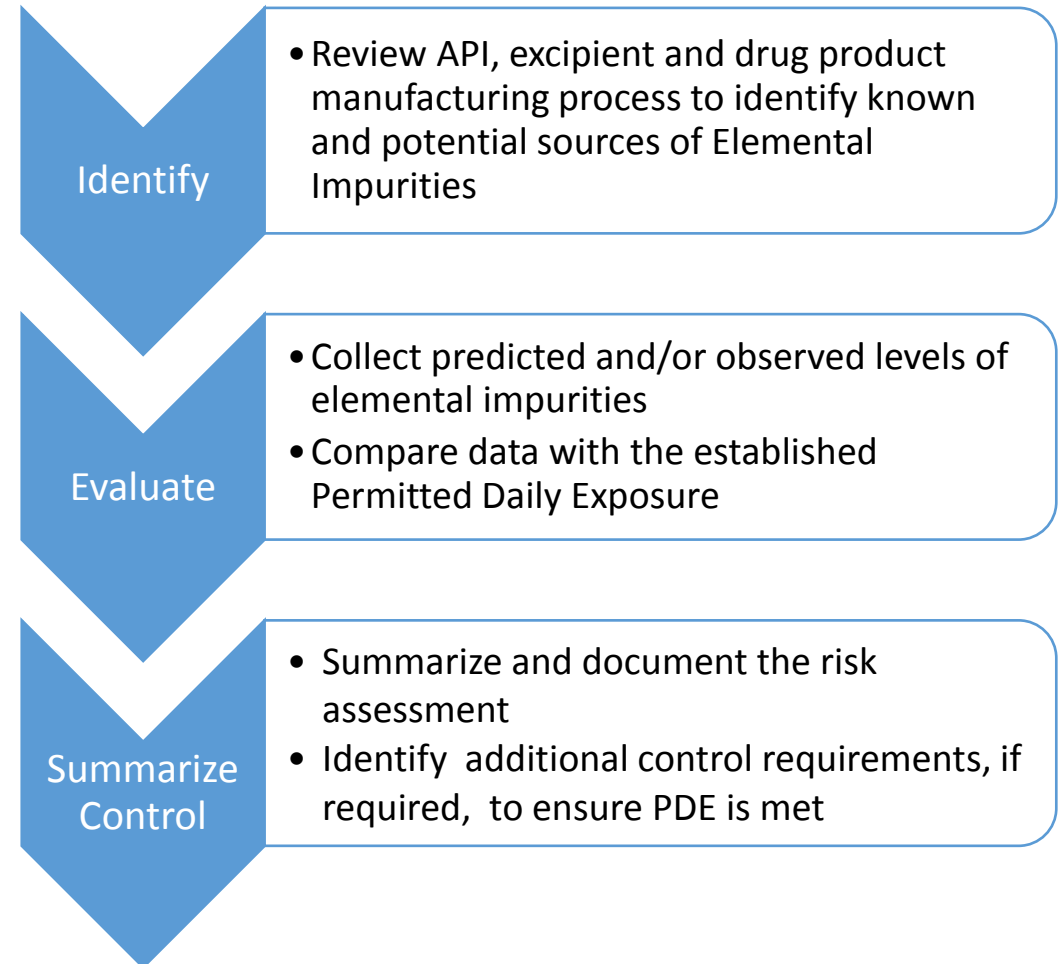 Identify
• Review API, excipient and drug product
manufacturing process to identify known
and potential sources of Elemental
Impurities
Evaluate
• Collect predicted and/or observed levels of
elemental impurities
• Compare data with the established
Permitted Daily Exposure
Summarize
Control
• Summarize and document the risk
assessment
• Identify  additional control requirements, if
required,  to ensure PDE is met